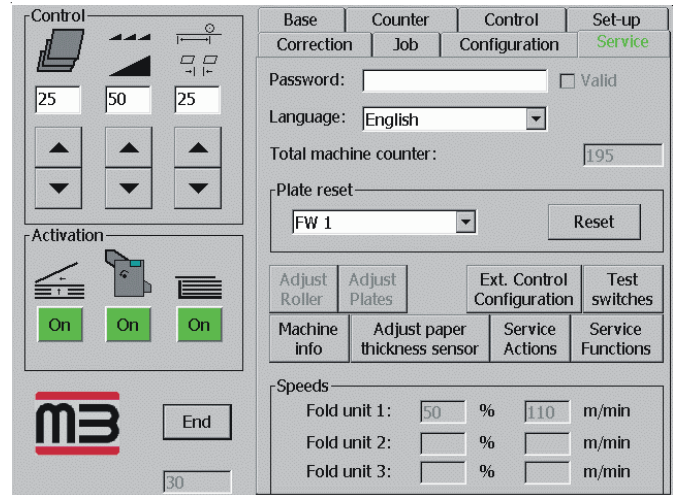 Control
25 50 25
Activation
On On On
M3
End
30
Base Counter Control Set-up
Correction Job Configuration Service
Password: Valid
Language: English
Total machine counter: 195
Plate reset
FW 1 Reset
Adjust Roller
Adjust Plates
Ext. Control Configuration
Test switches
Machine info
Adjust paper thickness sensor
Service Actions
Service Functions
Speeds
Fold unit 1: 50 % 110 m/min
Fold unit 2: % m/min
Fold unit 3: % m/min